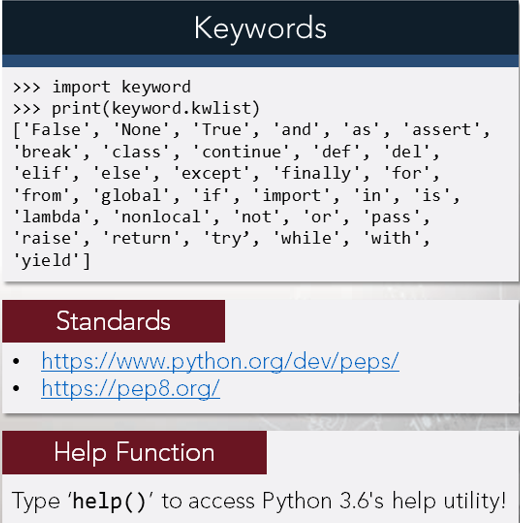 Keywords
>>> import keyword
>>> print(keyword.kwlist)
['False', 'None', 'True', 'and', 'as', 'assert',
'break', 'class', 'continue', 'def', 'del',
'elif', 'else', 'except', 'finally', 'for',
'from', 'global', 'if', 'import', 'in', 'is',
'lambda', 'nonlocal', 'not', 'or', 'pass',
'raise', 'return', 'try’, 'while', 'with',
'yield']
Standards
• https://www.python.org/dev/peps/
• https://pep8.org/
Help Function
Type ‘help()’ to access Python 3.6's help utility!